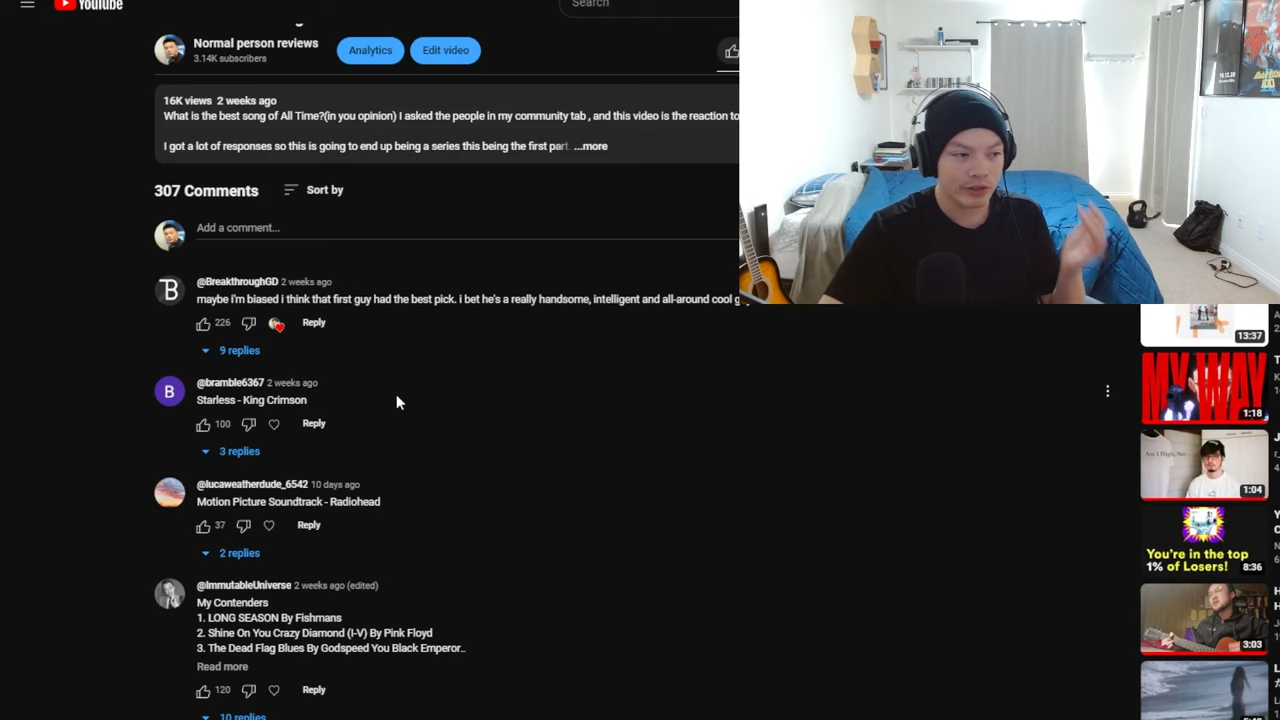 YouTube
Search
Normal person reviews
3.14K subscribers
Analytics
Edit video
16K views 2 weeks ago
What is the best song of All Time?(in you opinion) I asked the people in my community tab , and this video is the reaction to
I got a lot of responses so this is going to end up being a series this being the first part. ...more
307 Comments
Sort by
Add a comment...
@BreakthroughGD 2 weeks ago
maybe i'm biased i think that first guy had the best pick. i bet he's a really handsome, intelligent and all-around cool
226
Reply
9 replies
B
@bramble6367 2 weeks ago
Starless - King Crimson
100
Reply
3 replies
@lucaweatherdude_6542 10 days ago
Motion Picture Soundtrack - Radiohead
37
Reply
2 replies
@ImmutableUniverse 2 weeks ago (edited)
My Contenders
1. LONG SEASON By Fishmans
2. Shine On You Crazy Diamond (I-V) By Pink Floyd
3. The Dead Flag Blues By Godspeed You Black Emperor...
Read more
120
Reply
10 replies
13:37
MY WAY
1:18
Am I High, No
1:04
You're in the top
1% of Losers!
8:36
3:03